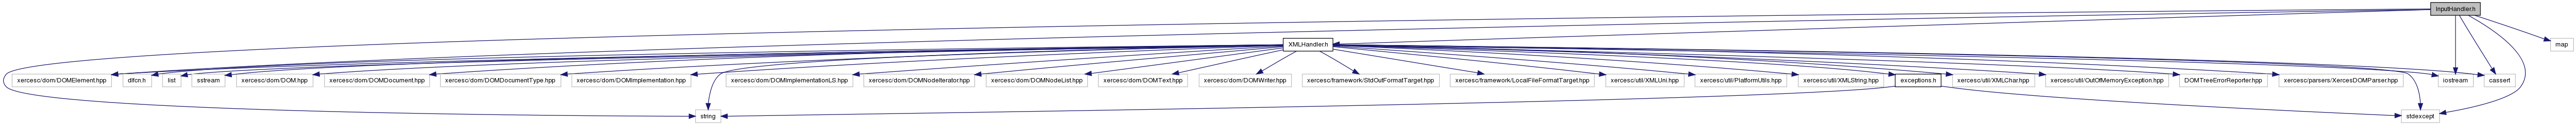 InputHandler.h
XMLHandler.h
map
xercesc/dom/DOMElement.hpp
dlfcn.h
list
sstream
xercesc/dom/DOM.hpp
xercesc/dom/DOMDocument.hpp
xercesc/dom/DOMDocumentType.hpp
xercesc/dom/DOMImplementation.hpp
xercesc/dom/DOMImplementationLS.hpp
xercesc/dom/DOMNodeIterator.hpp
xercesc/dom/DOMNodeList.hpp
xercesc/dom/DOMText.hpp
xercesc/dom/DOMWriter.hpp
xercesc/framework/StdOutFormatTarget.hpp
xercesc/framework/LocalFileFormatTarget.hpp
xercesc/util/XMLUni.hpp
xercesc/util/PlatformUtils.hpp
xercesc/util/XMLString.hpp
exceptions.h
xercesc/util/XMLChar.hpp
xercesc/util/OutOfMemoryException.hpp
DOMTreeErrorReporter.hpp
xercesc/parsers/XercesDOMParser.hpp
iostream
cassert
string
stdexcept